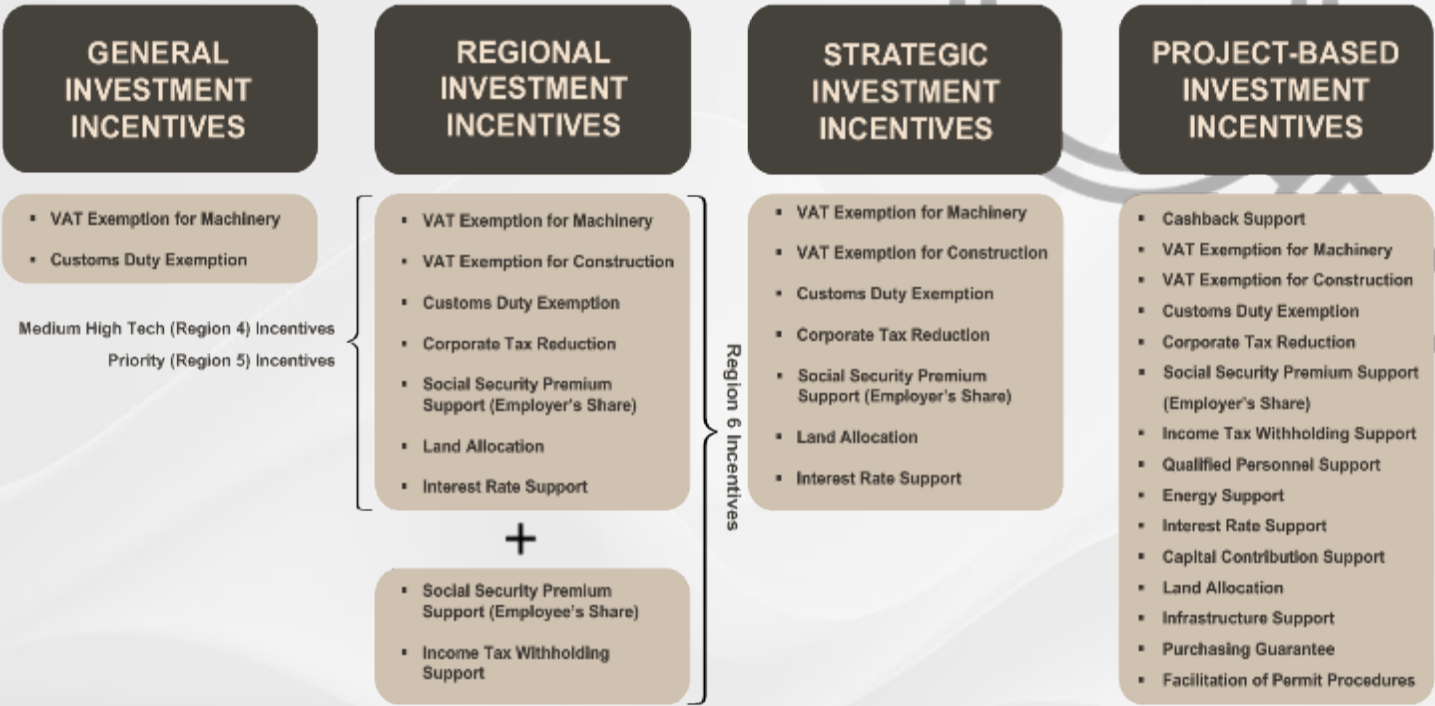 GENERAL
INVESTMENT
INCENTIVES
▪ VAT Exemption for Machinery
▪ Customs Duty Exemption
Medium High Tech (Region 4) Incentives
Priority (Region 5) Incentives
REGIONAL
INVESTMENT
INCENTIVES
▪ VAT Exemption for Machinery
▪ VAT Exemption for Construction
▪ Customs Duty Exemption
▪ Corporate Tax Reduction
▪ Social Security Premium
Support (Employer's Share)
▪ Land Allocation
▪ Interest Rate Support
+
▪ Social Security Premium
Support (Employee's Share)
▪ Income Tax Withholding
Support
Region 6 Incentives
STRATEGIC
INVESTMENT
INCENTIVES
▪ VAT Exemption for Machinery
▪ VAT Exemption for Construction
▪ Customs Duty Exemption
▪ Corporate Tax Reduction
▪ Social Security Premium
Support (Employer's Share)
▪ Land Allocation
▪ Interest Rate Support
PROJECT-BASED
INVESTMENT
INCENTIVES
▪ Cashback Support
▪ VAT Exemption for Machinery
▪ VAT Exemption for Construction
▪ Customs Duty Exemption
▪ Corporate Tax Reduction
▪ Social Security Premium Support
(Employer's Share)
▪ Income Tax Withholding Support
▪ Qualified Personnel Support
▪ Energy Support
▪ Interest Rate Support
▪ Capital Contribution Support
▪ Land Allocation
▪ Infrastructure Support
▪ Purchasing Guarantee
▪ Facilitation of Permit Procedures